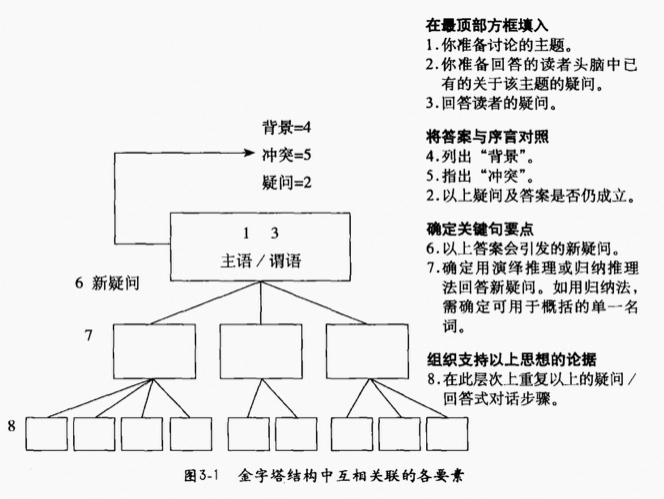 在最顶部方框填入
1.你准备讨论的主题。
2.你准备回答的读者头脑中已
有的关于该主题的疑问。
3.回答读者的疑问。
将答案与序言对照
4.列出“背景”。
5.指出“冲突”。
2.以上疑问及答案是否仍成立。
确定关键句要点
6.以上答案会引发的新疑问。
7.确定用演绎推理或归纳推理
法回答新疑问。如用归纳法，
需确定可用于概括的单一名
词。
组织支持以上思想的论据
8.在此层次上重复以上的疑问/
回答式对话步骤。
背景=4
冲突=5
疑问=2
1 3
主语/谓语
6 新疑问
7
8
图3-1 金字塔结构中互相关联的各要素